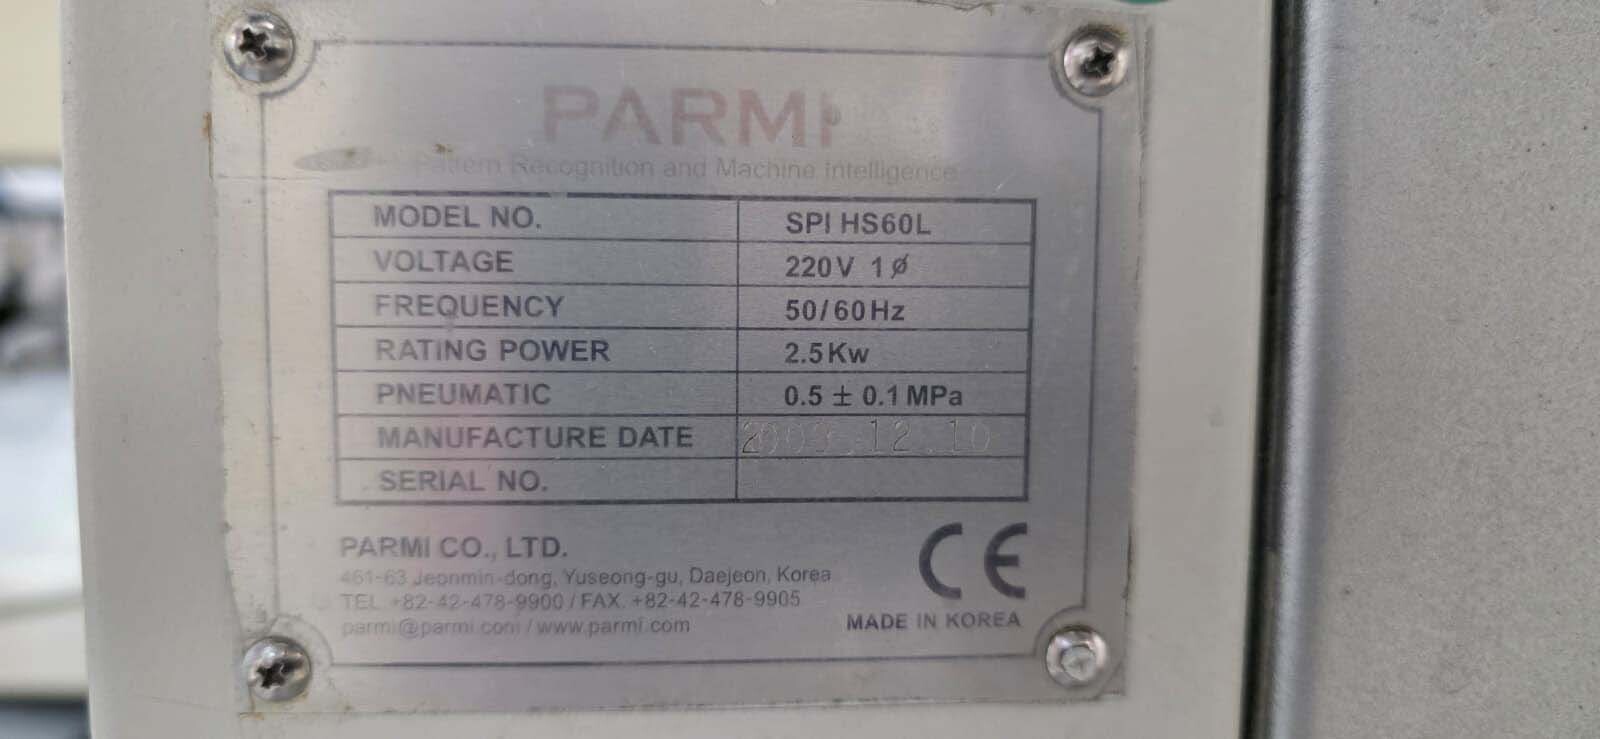 PARMI
Pattern Recognition and Machine Intelligence
MODEL NO. SPI HS60L
VOLTAGE 220V 1Ø
FREQUENCY 50/60Hz
RATING POWER 2.5Kw
PNEUMATIC 0.5 ± 0.1 MPa
MANUFACTURE DATE 2009.12.10
SERIAL NO.
PARMI CO., LTD.
461-63 Jeonmin-dong, Yuseong-gu, Daejeon, Korea
TEL. +82-42-478-9900 / FAX. +82-42-478-9905
parmi@parmi.com / www.parmi.com
CE
MADE IN KOREA